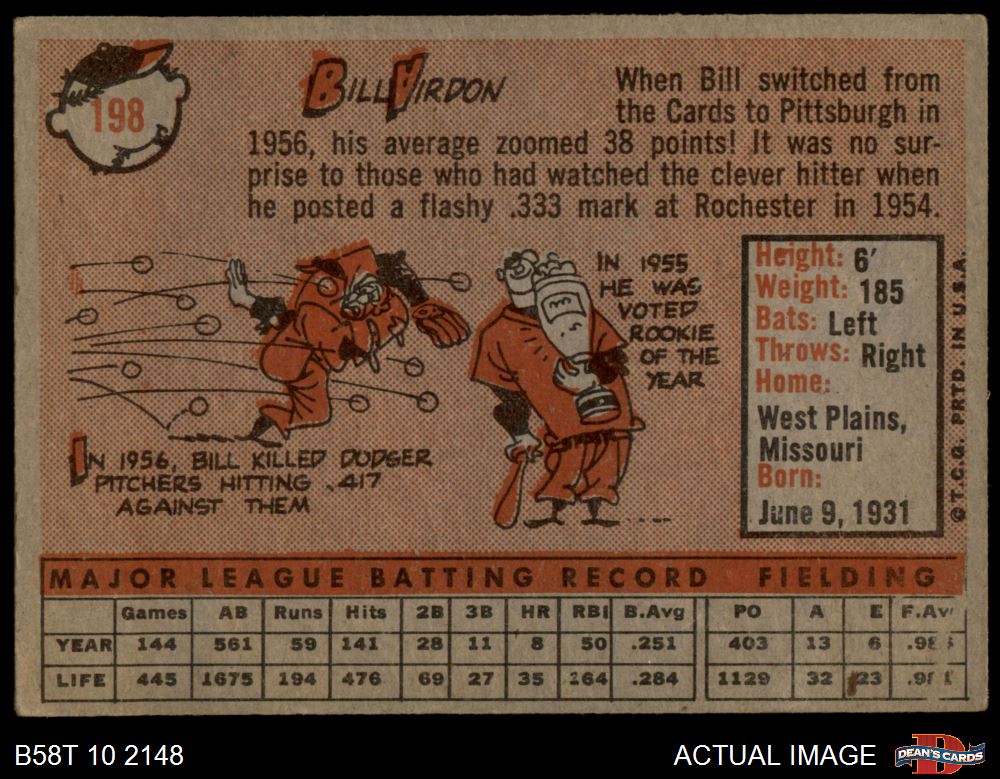 198
BILL VIRDON
When Bill switched from
the Cards to Pittsburgh in
1956, his average zoomed 38 points! It was no sur-
prise to those who had watched the clever hitter when
he posted a flashy .333 mark at Rochester in 1954.
IN 1956, BILL KILLED DODGER
PITCHERS HITTING .417
AGAINST THEM
IN 1955
HE WAS
VOTED
ROOKIE
OF THE
YEAR
Height: 6'
Weight: 185
Bats: Left
Throws: Right
Home:
West Plains,
Missouri
Born:
June 9, 1931
© T.C.G. PRTD. IN U.S.A.
MAJOR LEAGUE BATTING RECORD FIELDING
Games AB Runs Hits 2B 3B HR RBI B.Avg PO A E
YEAR 144 561 59 141 28 11 8 50 .251 403 13 6
LIFE 445 1675 194 476 69 27 35 164 .284 1129 32 23
B58T 10 2148
ACTUAL IMAGE
DEAN'S CARDS